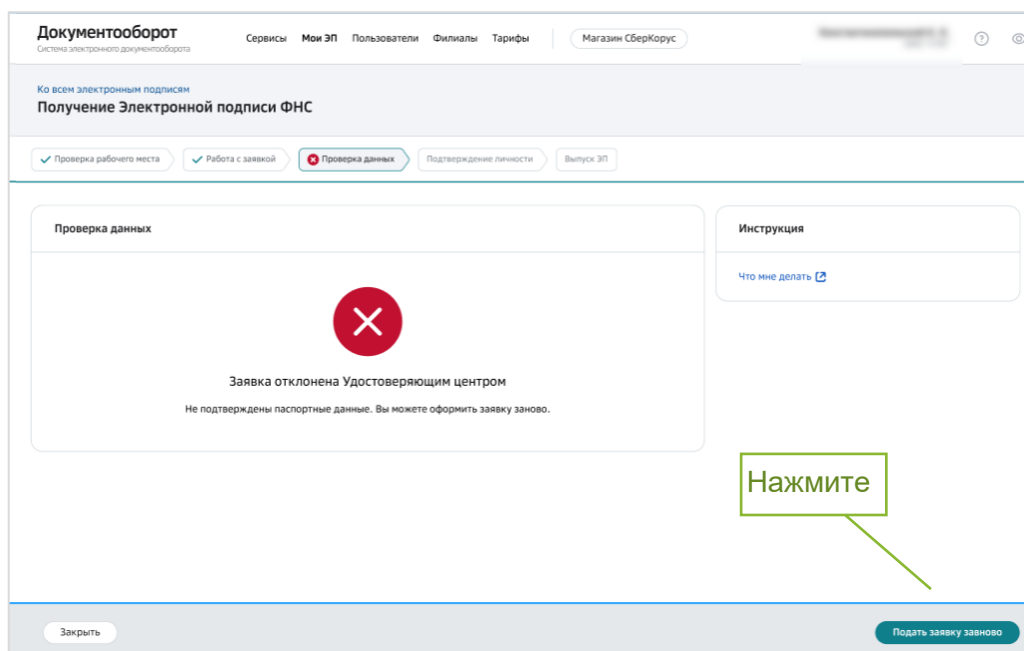 Документооборот
Система электронного документооборота
Сервисы Мои ЭП Пользователи Филиалы Тарифы Магазин СберКорус
Ко всем электронным подписям
Получение Электронной подписи ФНС
Проверка рабочего места Работа с заявкой Проверка данных Подтверждение личности Выпуск ЭП
Проверка данных
Инструкция
Что мне делать
Заявка отклонена Удостоверяющим центром
Не подтверждены паспортные данные. Вы можете оформить заявку заново.
Нажмите
Закрыть
Подать заявку завново